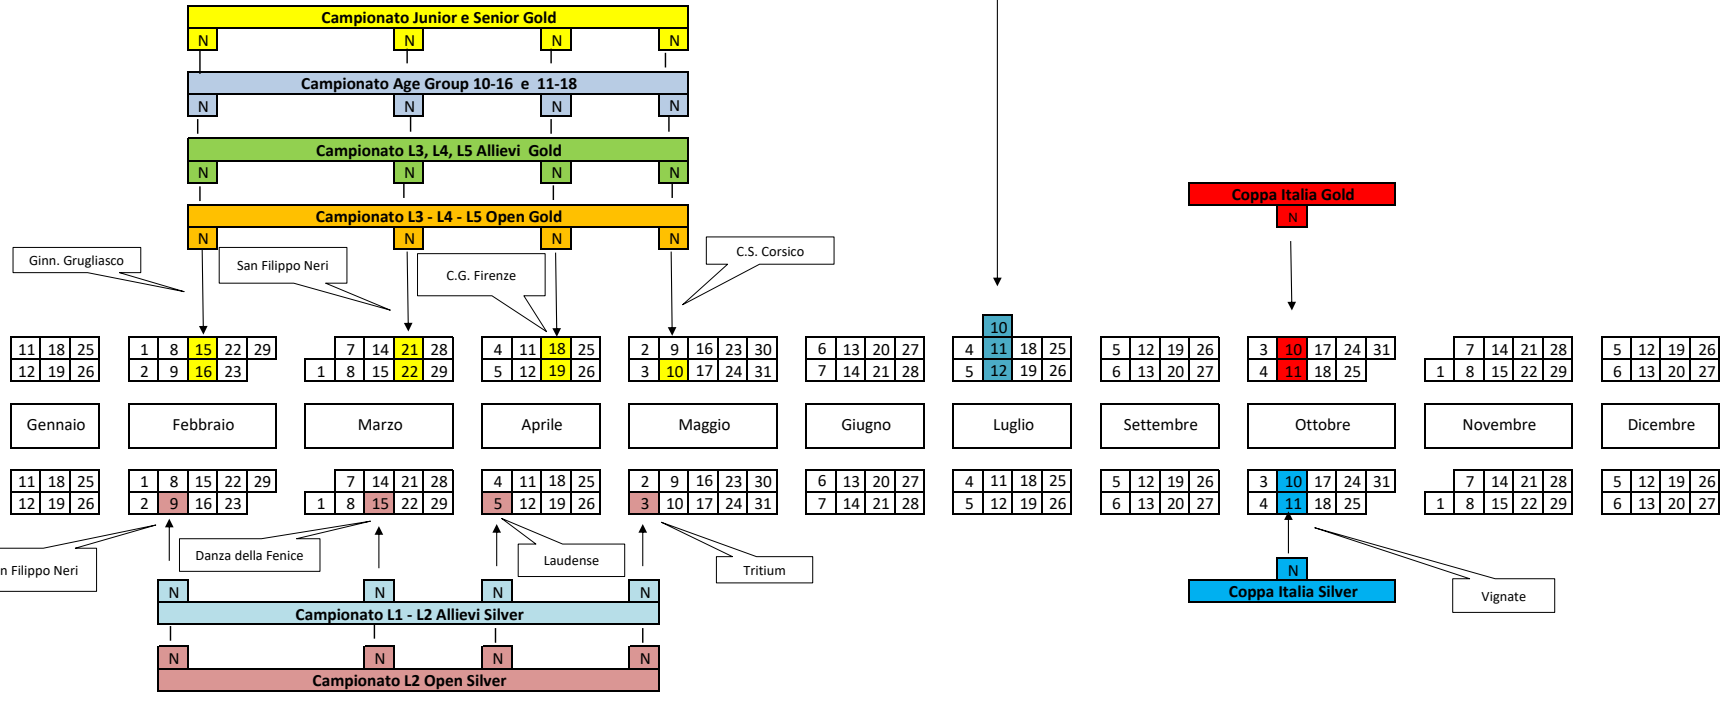 Campionato Junior e Senior Gold
N N N N
Campionato Age Group 10-16 e 11-18
N N N N
Campionato L3, L4, L5 Allievi Gold
N N N N
Coppa Italia Gold
N
Campionato L3 - L4 - L5 Open Gold
N N N N
Ginn. Grugliasco
San Filippo Neri
C.G. Firenze
C.S. Corsico
10
11 18 25 1 8 15 22 29 7 14 21 28 4 11 18 25 2 9 16 23 30 6 13 20 27 4 11 18 25 5 12 19 26 3 10 17 24 31 7 14 21 28 5 12 19 26
12 19 26 2 9 16 23 1 8 15 22 29 5 12 19 26 3 10 17 24 31 7 14 21 28 5 12 19 26 6 13 20 27 4 11 18 25 1 8 15 22 29 6 13 20 27
Gennaio Febbraio Marzo Aprile Maggio Giugno Luglio Settembre Ottobre Novembre Dicembre
11 18 25 1 8 15 22 29 7 14 21 28 4 11 18 25 2 9 16 23 30 6 13 20 27 4 11 18 25 5 12 19 26 3 10 17 24 31 7 14 21 28 5 12 19 26
12 19 26 2 9 16 23 1 8 15 22 29 5 12 19 26 3 10 17 24 31 7 14 21 28 5 12 19 26 6 13 20 27 4 11 18 25 1 8 15 22 29 6 13 20 27
n Filippo Neri
Danza della Fenice
Laudense
Tritium
Vignate
N N N N
Campionato L1 - L2 Allievi Silver
N
Coppa Italia Silver
N N N N
Campionato L2 Open Silver